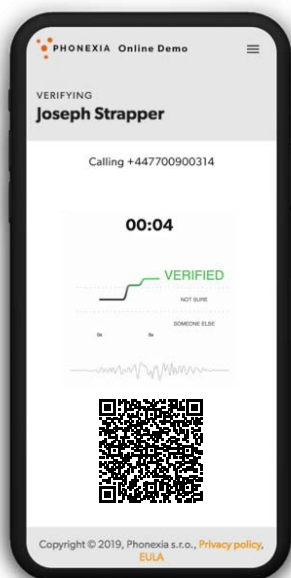 PHONEXIA Online Demo
VERIFYING
Joseph Strapper
Calling +447700900314
00:04
VERIFIED
NOT SURE
SOMEONE ELSE
0s 0s
Copyright © 2019, Phonexia s.r.o., Privacy policy,
EULA